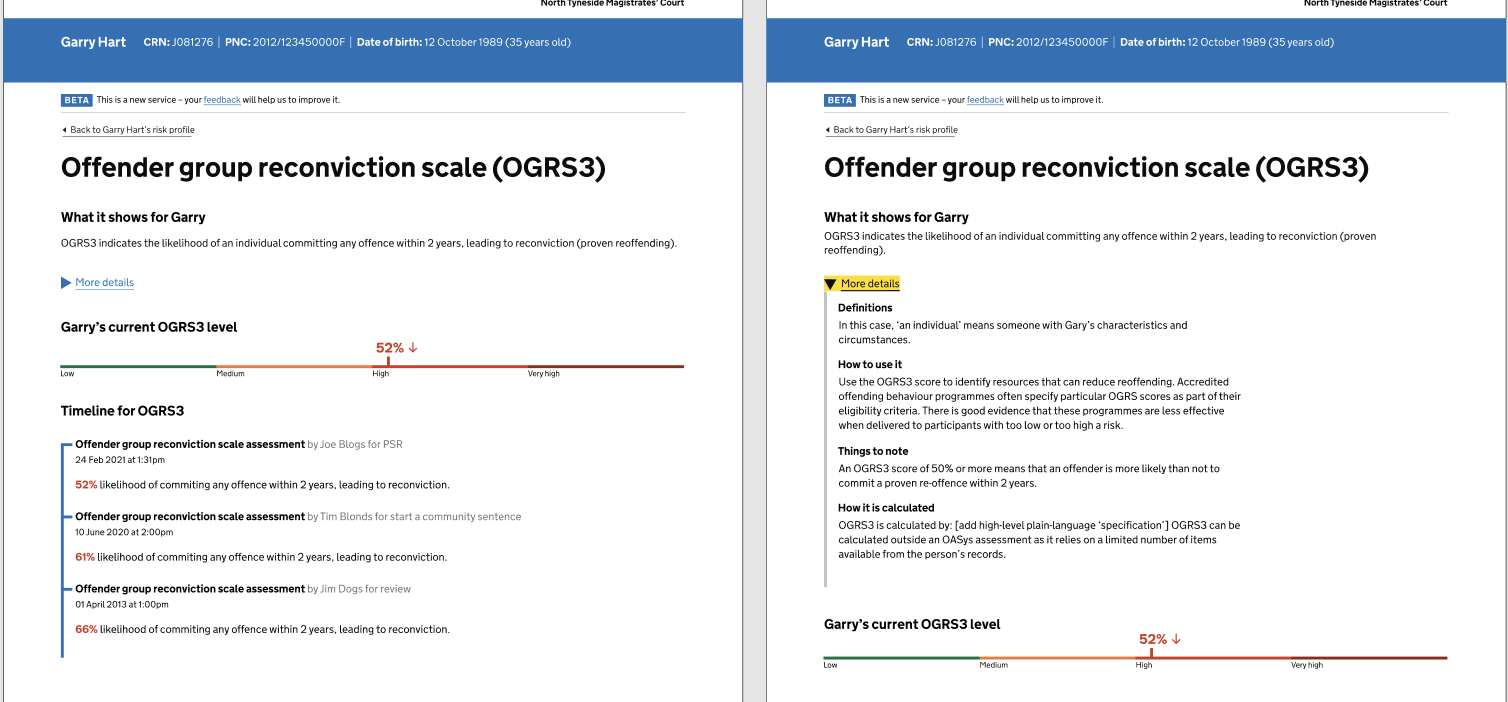 North Tyneside Magistrates' Court
Garry Hart CRN: J081276 | PNC: 2012/123450000F | Date of birth: 12 October 1989 (35 years old)
BETA This is a new service – your feedback will help us to improve it.
Back to Garry Hart's risk profile
Offender group reconviction scale (OGRS3)
What it shows for Garry
OGRS3 indicates the likelihood of an individual committing any offence within 2 years, leading to reconviction (proven reoffending).
More details
Garry's current OGRS3 level
52% ↓
Low Medium High Very high
Timeline for OGRS3
Offender group reconviction scale assessment by Joe Blogs for PSR
24 Feb 2021 at 1:31pm
52% likelihood of commiting any offence within 2 years, leading to reconviction.
Offender group reconviction scale assessment by Tim Blonds for start a community sentence
10 June 2020 at 2:00pm
61% likelihood of commiting any offence within 2 years, leading to reconviction.
Offender group reconviction scale assessment by Jim Dogs for review
01 April 2013 at 1:00pm
66% likelihood of commiting any offence within 2 years, leading to reconviction.
North Tyneside Magistrates' Court
Garry Hart CRN: J081276 | PNC: 2012/123450000F | Date of birth: 12 October 1989 (35 years old)
BETA This is a new service – your feedback will help us to improve it.
Back to Garry Hart's risk profile
Offender group reconviction scale (OGRS3)
What it shows for Garry
OGRS3 indicates the likelihood of an individual committing any offence within 2 years, leading to reconviction (proven
reoffending).
More details
Definitions
In this case, 'an individual' means someone with Gary's characteristics and
circumstances.
How to use it
Use the OGRS3 score to identify resources that can reduce reoffending. Accredited
offending behaviour programmes often specify particular OGRS scores as part of their
eligibility criteria. There is good evidence that these programmes are less effective
when delivered to participants with too low or too high a risk.
Things to note
An OGRS3 score of 50% or more means that an offender is more likely than not to
commit a proven re-offence within 2 years.
How it is calculated
OGRS3 is calculated by: [add high-level plain-language 'specification'] OGRS3 can be
calculated outside an OASys assessment as it relies on a limited number of items
available from the person's records.
Garry's current OGRS3 level
52% ↓
Low Medium High Very high